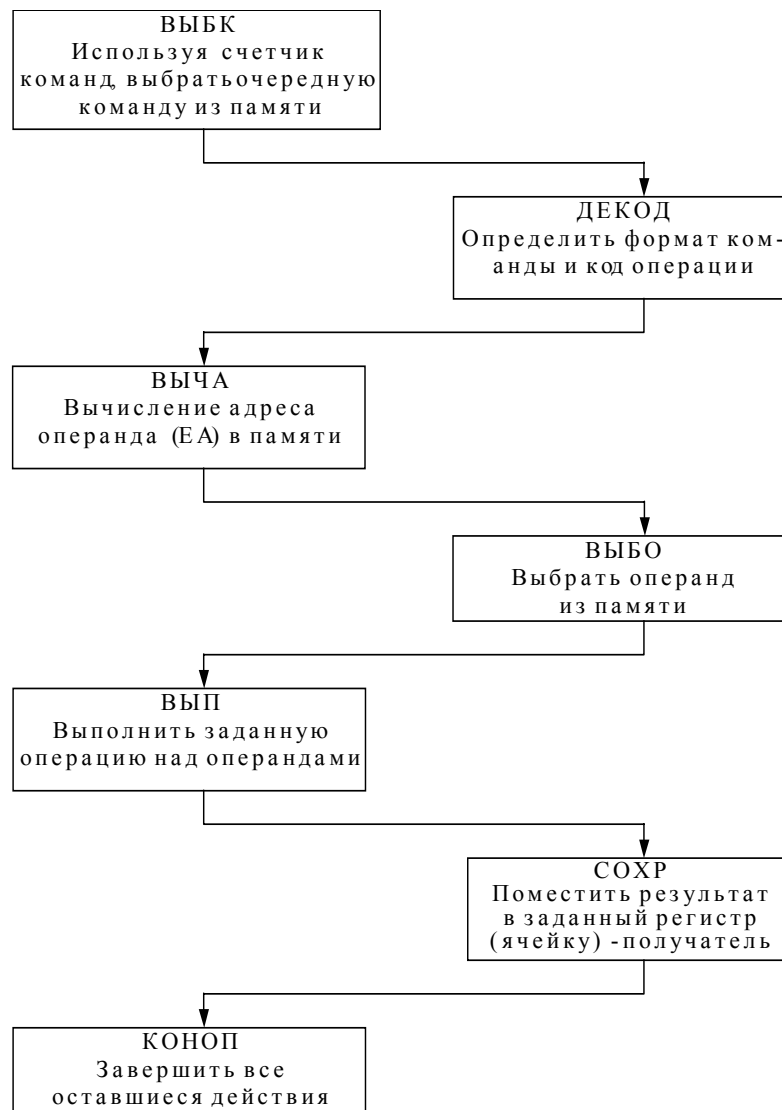 ВЫБК
Используя счетчик
команд, выбратьочередную
команду из памяти
ДЕКОД
Определить формат ком-
анды и код операции
ВЫЧА
Вычисление адреса
операнда (EA) в памяти
ВЫБО
Выбрать операнд
из памяти
ВЫП
Выполнить заданную
операцию над операндами
СОХР
Поместить результат
в заданный регистр
(ячейку) -получатель
КОНОП
Завершить все
оставшиеся действия